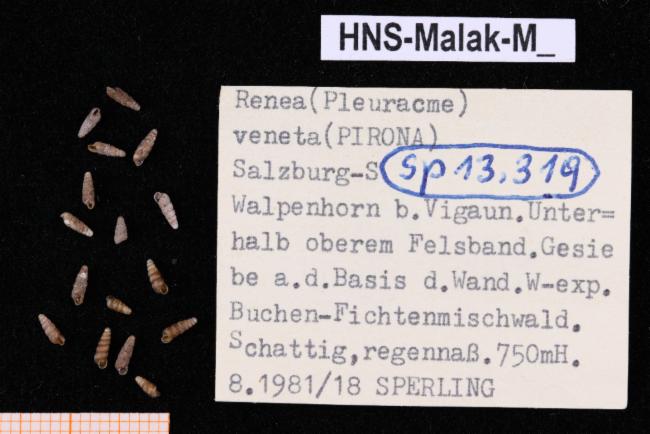 HNS-Malak-M_
Renea(Pleuracme)
veneta(PIRONA)
Salzburg-S sp 13.319
Walpenhorn b.Vigaun.Unter=
halb oberem Felsband.Gesie
be a.d.Basis d.Wand.W-exp.
Buchen-Fichtenmischwald.
Schattig,regennaß.750mH.
8.1981/18 SPERLING